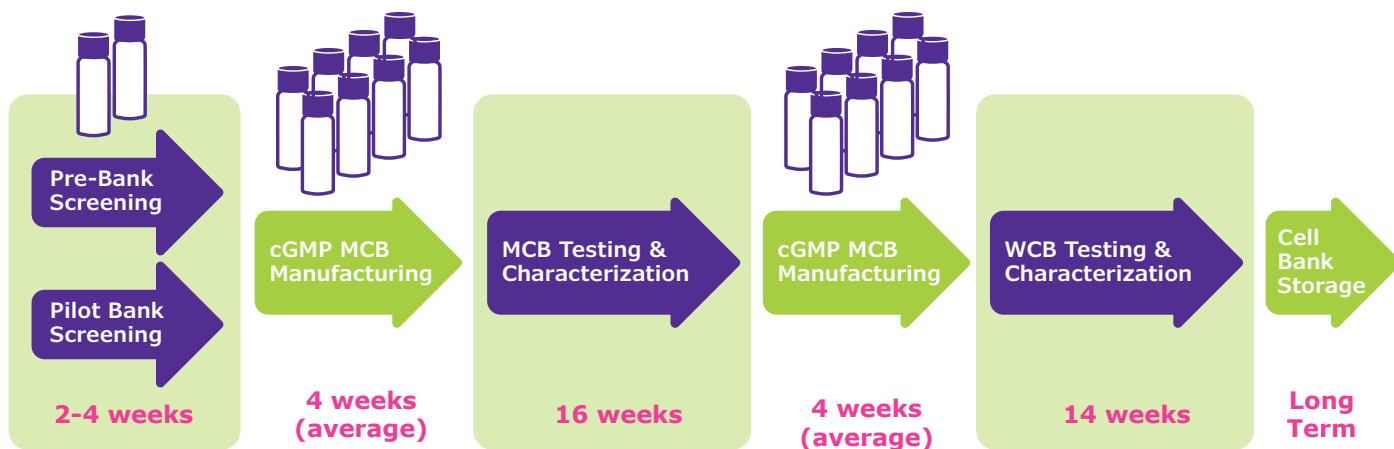 Pre-Bank
Screening
Pilot Bank
Screening
2-4 weeks
cGMP MCB
Manufacturing
4 weeks
(average)
MCB Testing &
Characterization
16 weeks
cGMP MCB
Manufacturing
4 weeks
(average)
WCB Testing &
Characterization
14 weeks
Cell
Bank
Storage
Long
Term